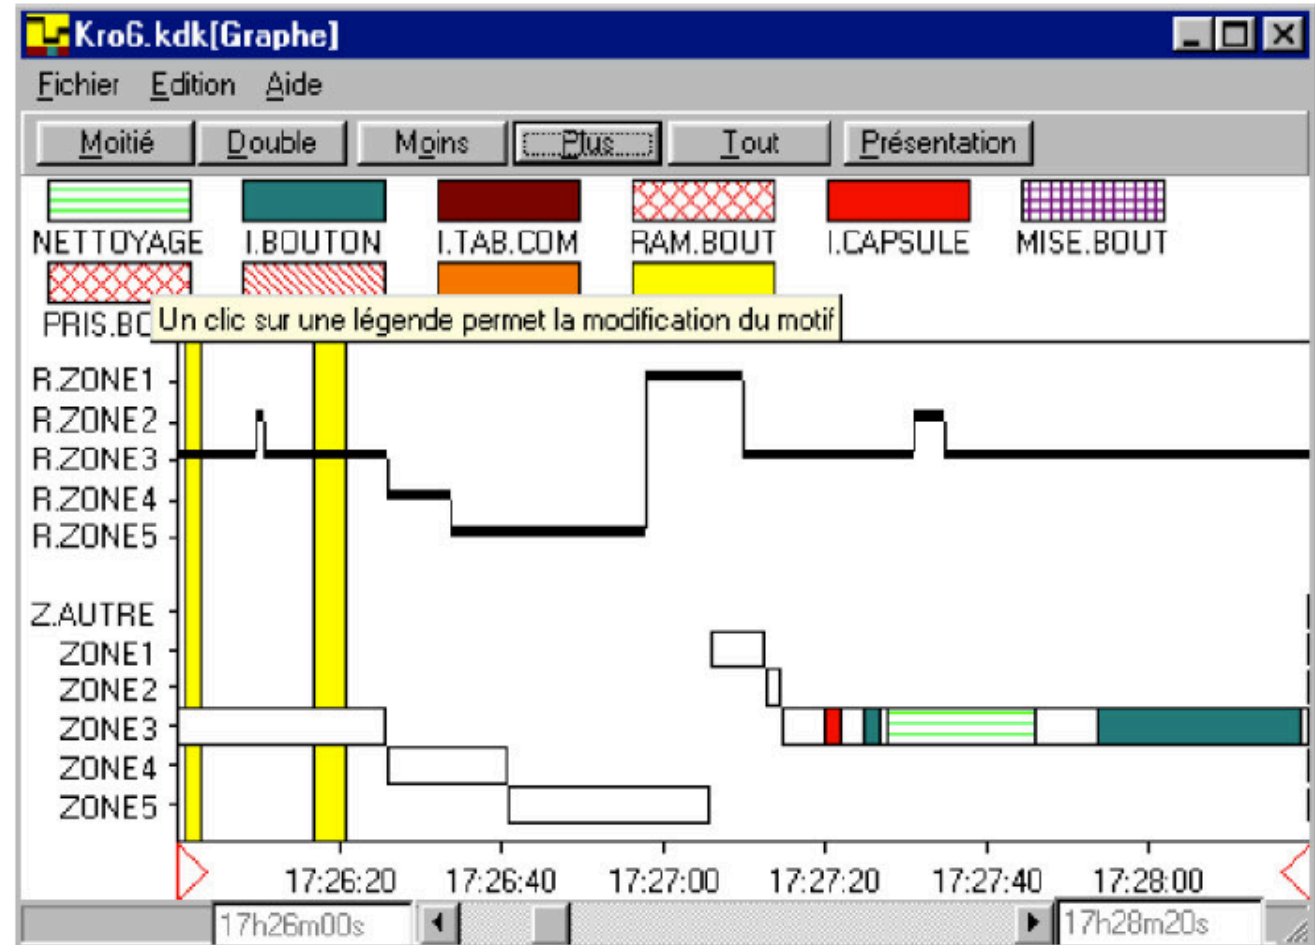 Kro6.kdk[Graphe]
Fichier Edition Aide
Moitié Double Moins Plus Tout Présentation
NETTOYAGE I.BOUTON I.TAB.COM RAM.BOUT I.CAPSULE MISE.BOUT
PRIS.BO Un clic sur une légende permet la modification du motif
R.ZONE1
R.ZONE2
R.ZONE3
R.ZONE4
R.ZONE5
Z.AUTRE
ZONE1
ZONE2
ZONE3
ZONE4
ZONE5
17:26:20 17:26:40 17:27:00 17:27:20 17:27:40 17:28:00
17h26m00s 17h28m20s